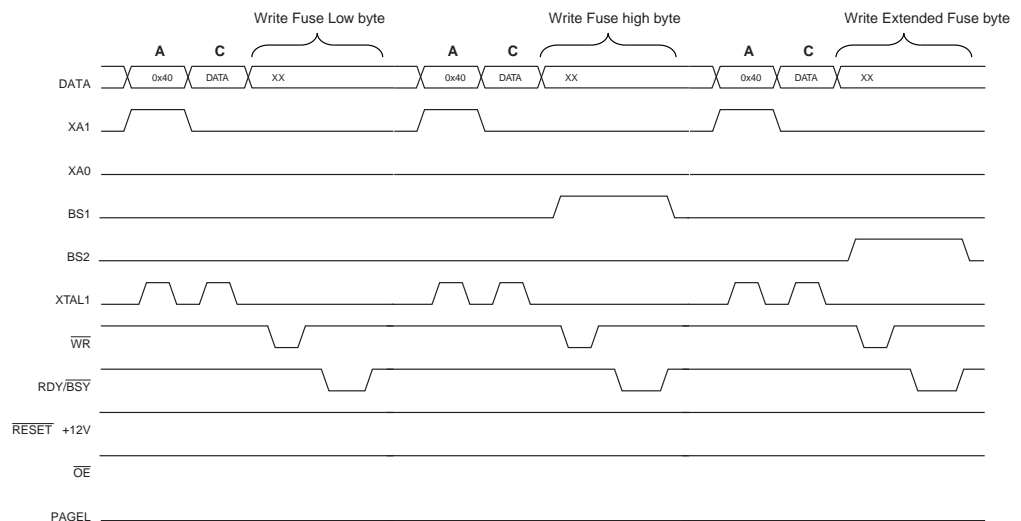 Write Fuse Low byte Write Fuse high byte Write Extended Fuse byte
A C A C A C
DATA 0x40 DATA XX 0x40 DATA XX 0x40 DATA XX
XA1
XA0
BS1
BS2
XTAL1
WR
RDY/BSY
RESET +12V
OE
PAGEL